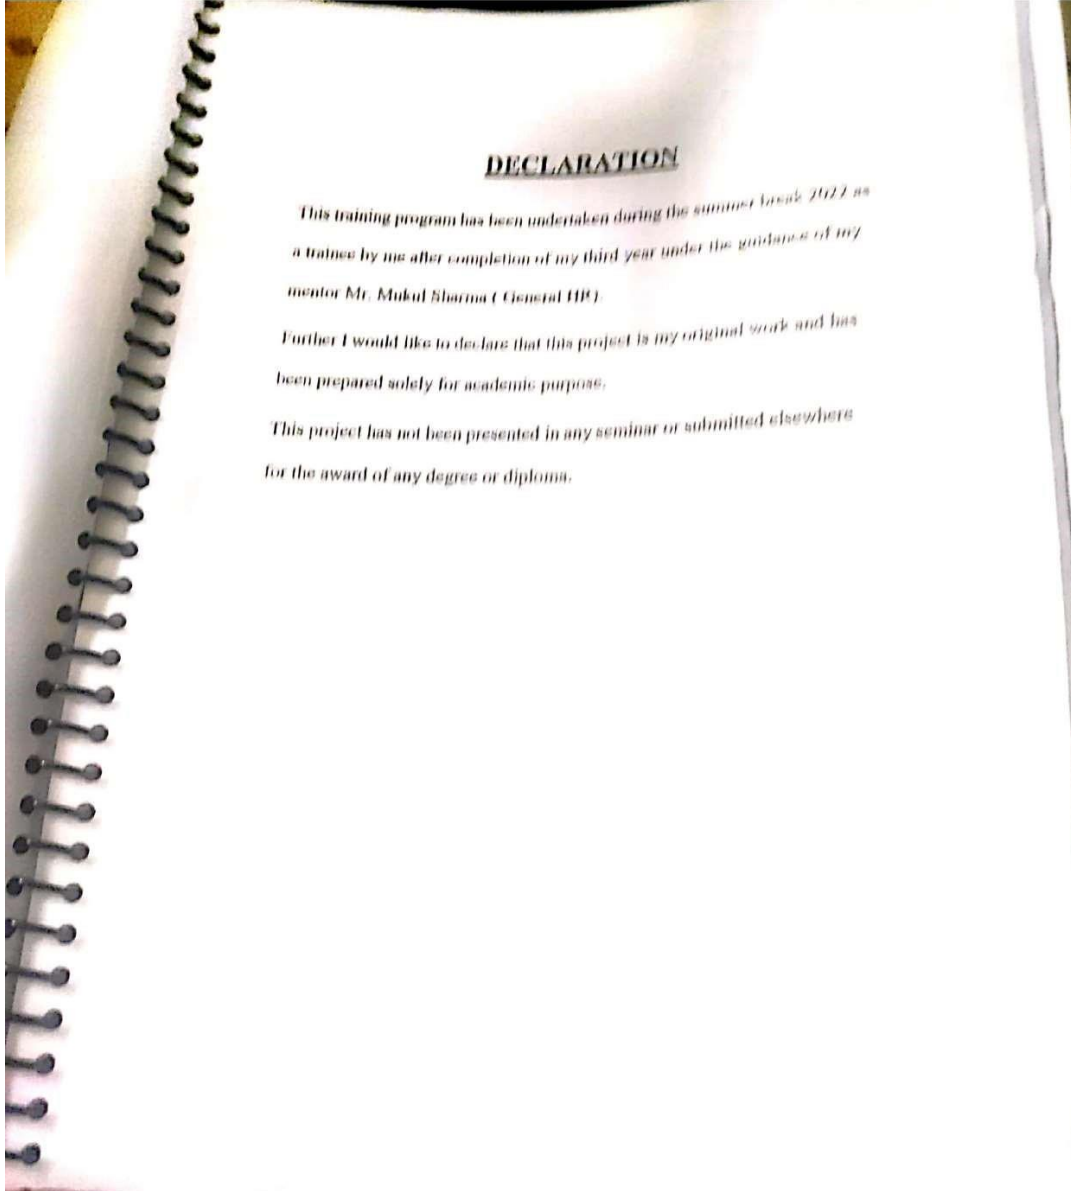 DECLARATION
This training program has been undertaken during the summer break 2022 as
a trainee by me after completion of my third year under the guidance of my
mentor Mr. Mukul Sharma ( General HR)
Further I would like to declare that this project is my original work and has
been prepared solely for academic purpose.
This project has not been presented in any seminar or submitted elsewhere
for the award of any degree or diploma.